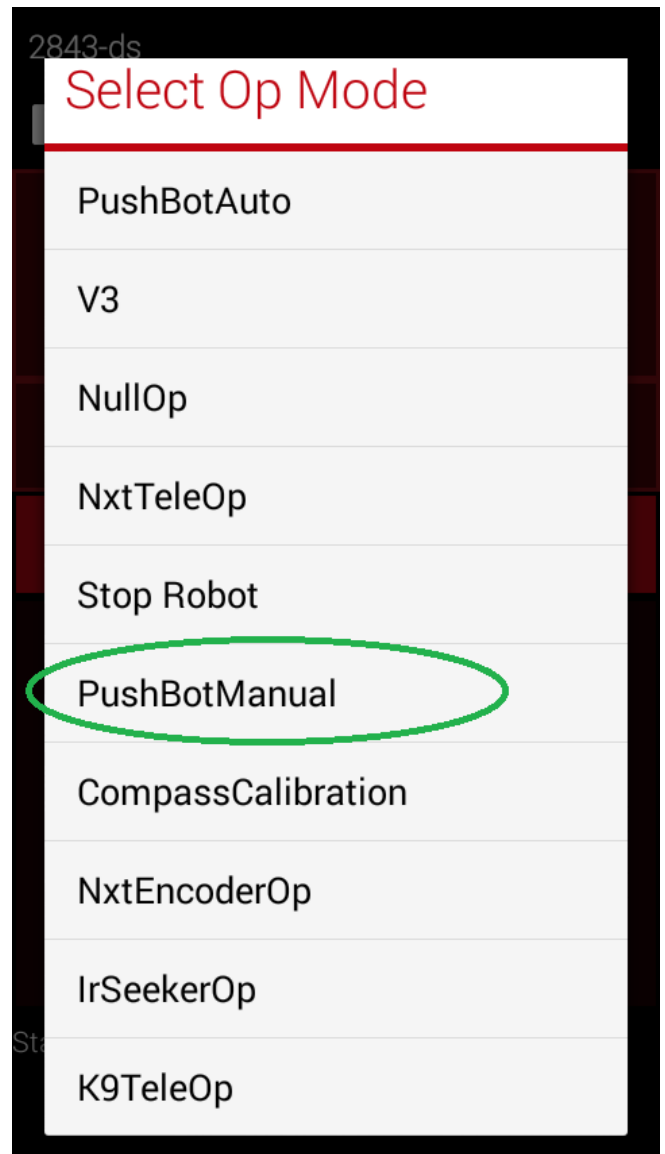 2843-ds
Select Op Mode
PushBotAuto
V3
NullOp
NxtTeleOp
Stop Robot
PushBotManual
CompassCalibration
NxtEncoderOp
IrSeekerOp
K9TeleOp